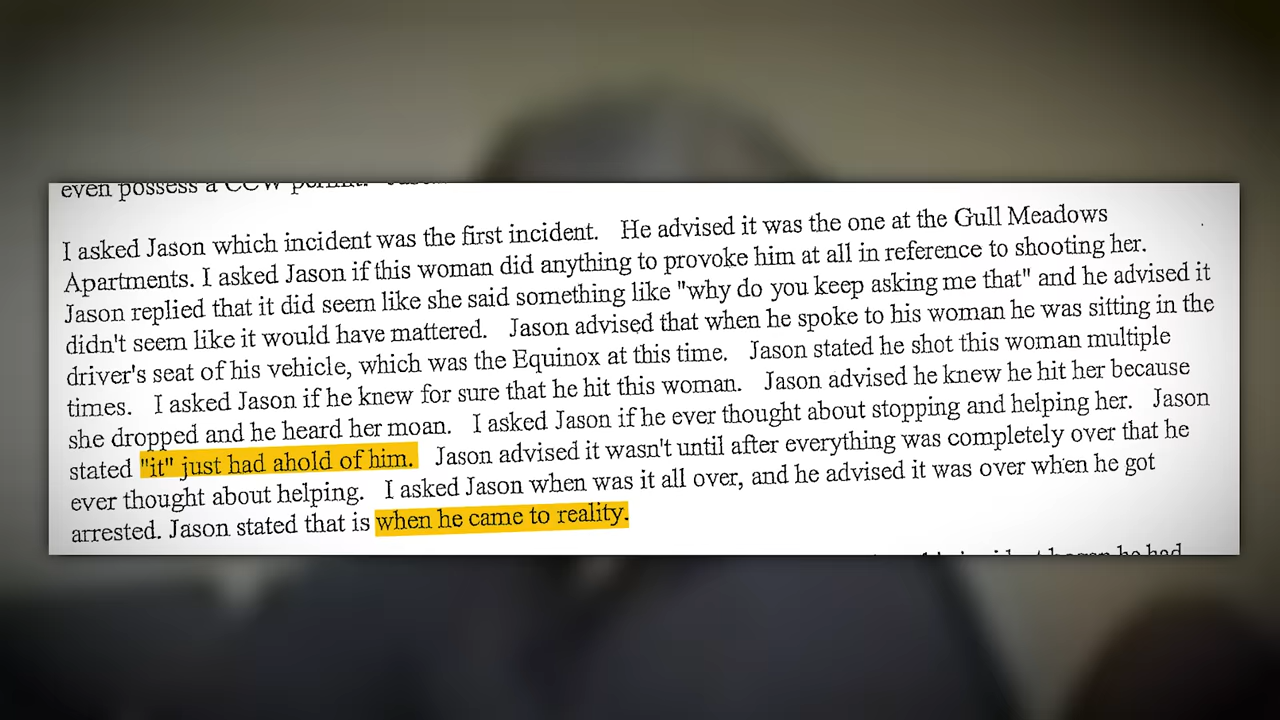 even possess a CCW permit.
I asked Jason which incident was the first incident. He advised it was the one at the Gull Meadows
Apartments. I asked Jason if this woman did anything to provoke him at all in reference to shooting her.
Jason replied that it did seem like she said something like "why do you keep asking me that" and he advised it
didn't seem like it would have mattered. Jason advised that when he spoke to his woman he was sitting in the
driver's seat of his vehicle, which was the Equinox at this time. Jason stated he shot this woman multiple
times. I asked Jason if he knew for sure that he hit this woman. Jason advised he knew he hit her because
she dropped and he heard her moan. I asked Jason if he ever thought about stopping and helping her. Jason
stated "it" just had ahold of him. Jason advised it wasn't until after everything was completely over that he
ever thought about helping. I asked Jason when was it all over, and he advised it was over when he got
arrested. Jason stated that is when he came to reality.
he had